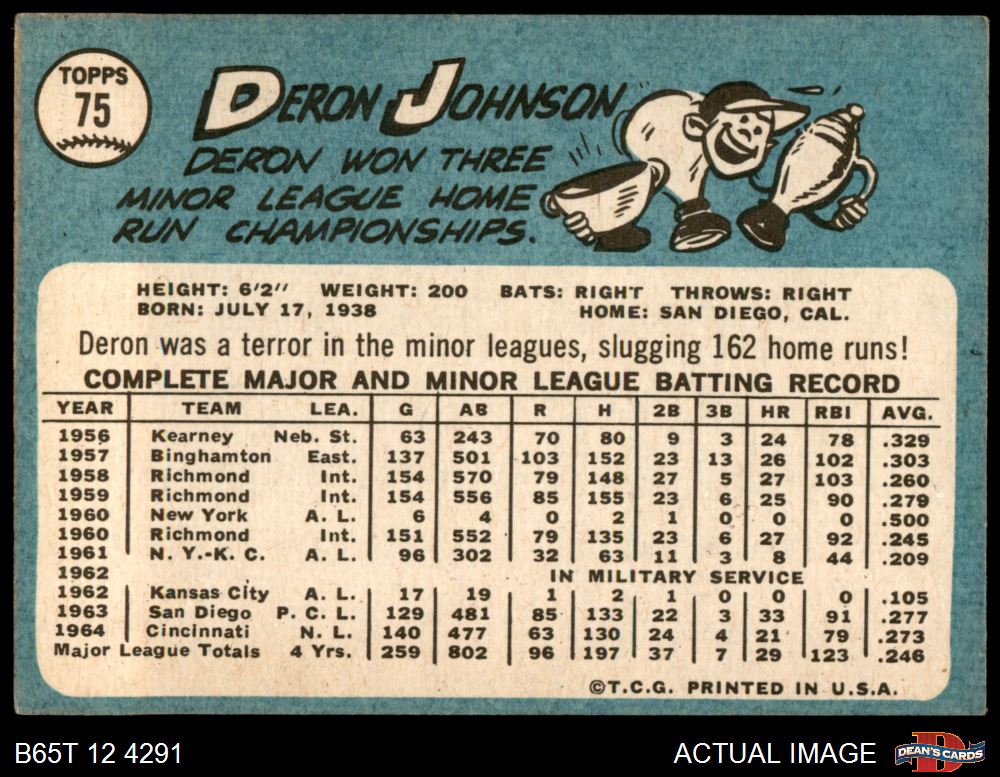 TOPPS
75
DERON JOHNSON
DERON WON THREE
MINOR LEAGUE HOME
RUN CHAMPIONSHIPS.
HEIGHT: 6'2" WEIGHT: 200 BATS: RIGHT THROWS: RIGHT
BORN: JULY 17, 1938 HOME: SAN DIEGO, CAL.
Deron was a terror in the minor leagues, slugging 162 home runs!
COMPLETE MAJOR AND MINOR LEAGUE BATTING RECORD
YEAR TEAM LEA. G AB R H 2B 3B HR RBI AVG.
1956 Kearney Neb. St. 63 243 70 80 9 3 24 78 .329
1957 Binghamton East. 137 501 103 152 23 13 26 102 .303
1958 Richmond Int. 154 570 79 148 27 5 27 103 .260
1959 Richmond Int. 154 556 85 155 23 6 25 90 .279
1960 New York A. L. 6 4 0 2 1 0 0 0 .500
1960 Richmond Int. 151 552 79 135 23 6 27 92 .245
1961 N. Y.-K. C. A. L. 96 302 32 63 11 3 8 44 .209
1962 IN MILITARY SERVICE
1962 Kansas City A. L. 17 19 1 2 1 0 0 0 .105
1963 San Diego P. C. L. 129 481 85 133 22 3 33 91 .277
1964 Cincinnati N. L. 140 477 63 130 24 4 21 79 .273
Major League Totals 4 Yrs. 259 802 96 197 37 7 29 123 .246
©T.C.G. PRINTED IN U.S.A.
B65T 12 4291 ACTUAL IMAGE D DEAN'S CARDS